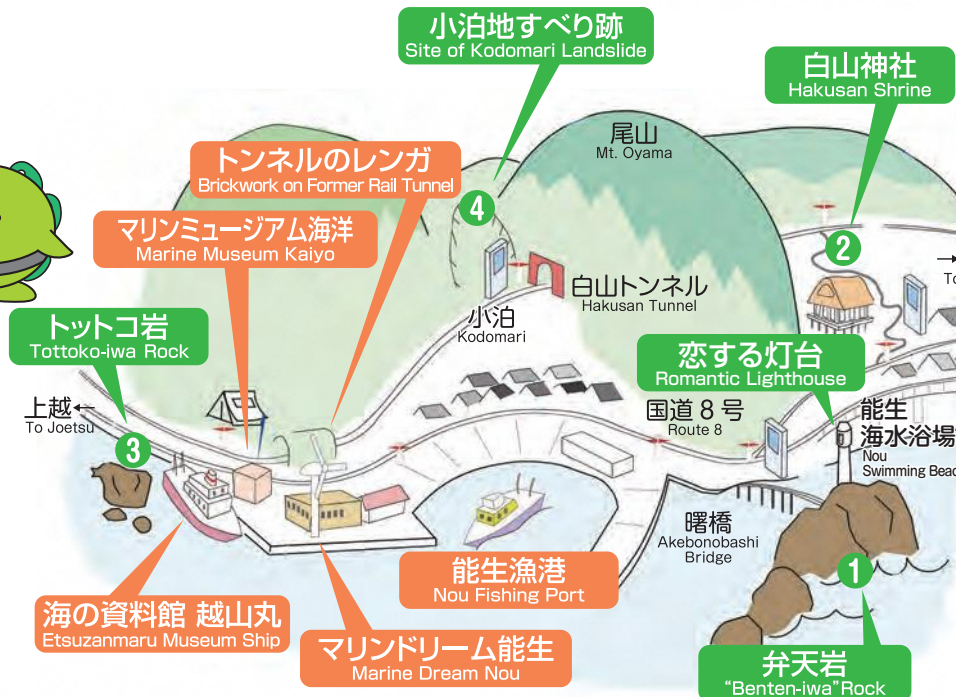 小泊地すべり跡
Site of Kodomari Landslide
白山神社
Hakusan Shrine
尾山
Mt. Oyama
トンネルのレンガ
Brickwork on Former Rail Tunnel
4
マリンミュージアム海洋
Marine Museum Kaiyo
2
→
To
白山トンネル
Hakusan Tunnel
小泊
Kodomari
トットコ岩
Tottoko-iwa Rock
恋する灯台
Romantic Lighthouse
上越←
To Joetsu
国道8号
Route 8
能生
海水浴場
Nou
Swimming Beac
3
曙橋
Akebonobashi
Bridge
能生漁港
Nou Fishing Port
1
海の資料館 越山丸
Etsuzanmaru Museum Ship
マリンドリーム能生
Marine Dream Nou
弁天岩
“Benten-iwa”Rock